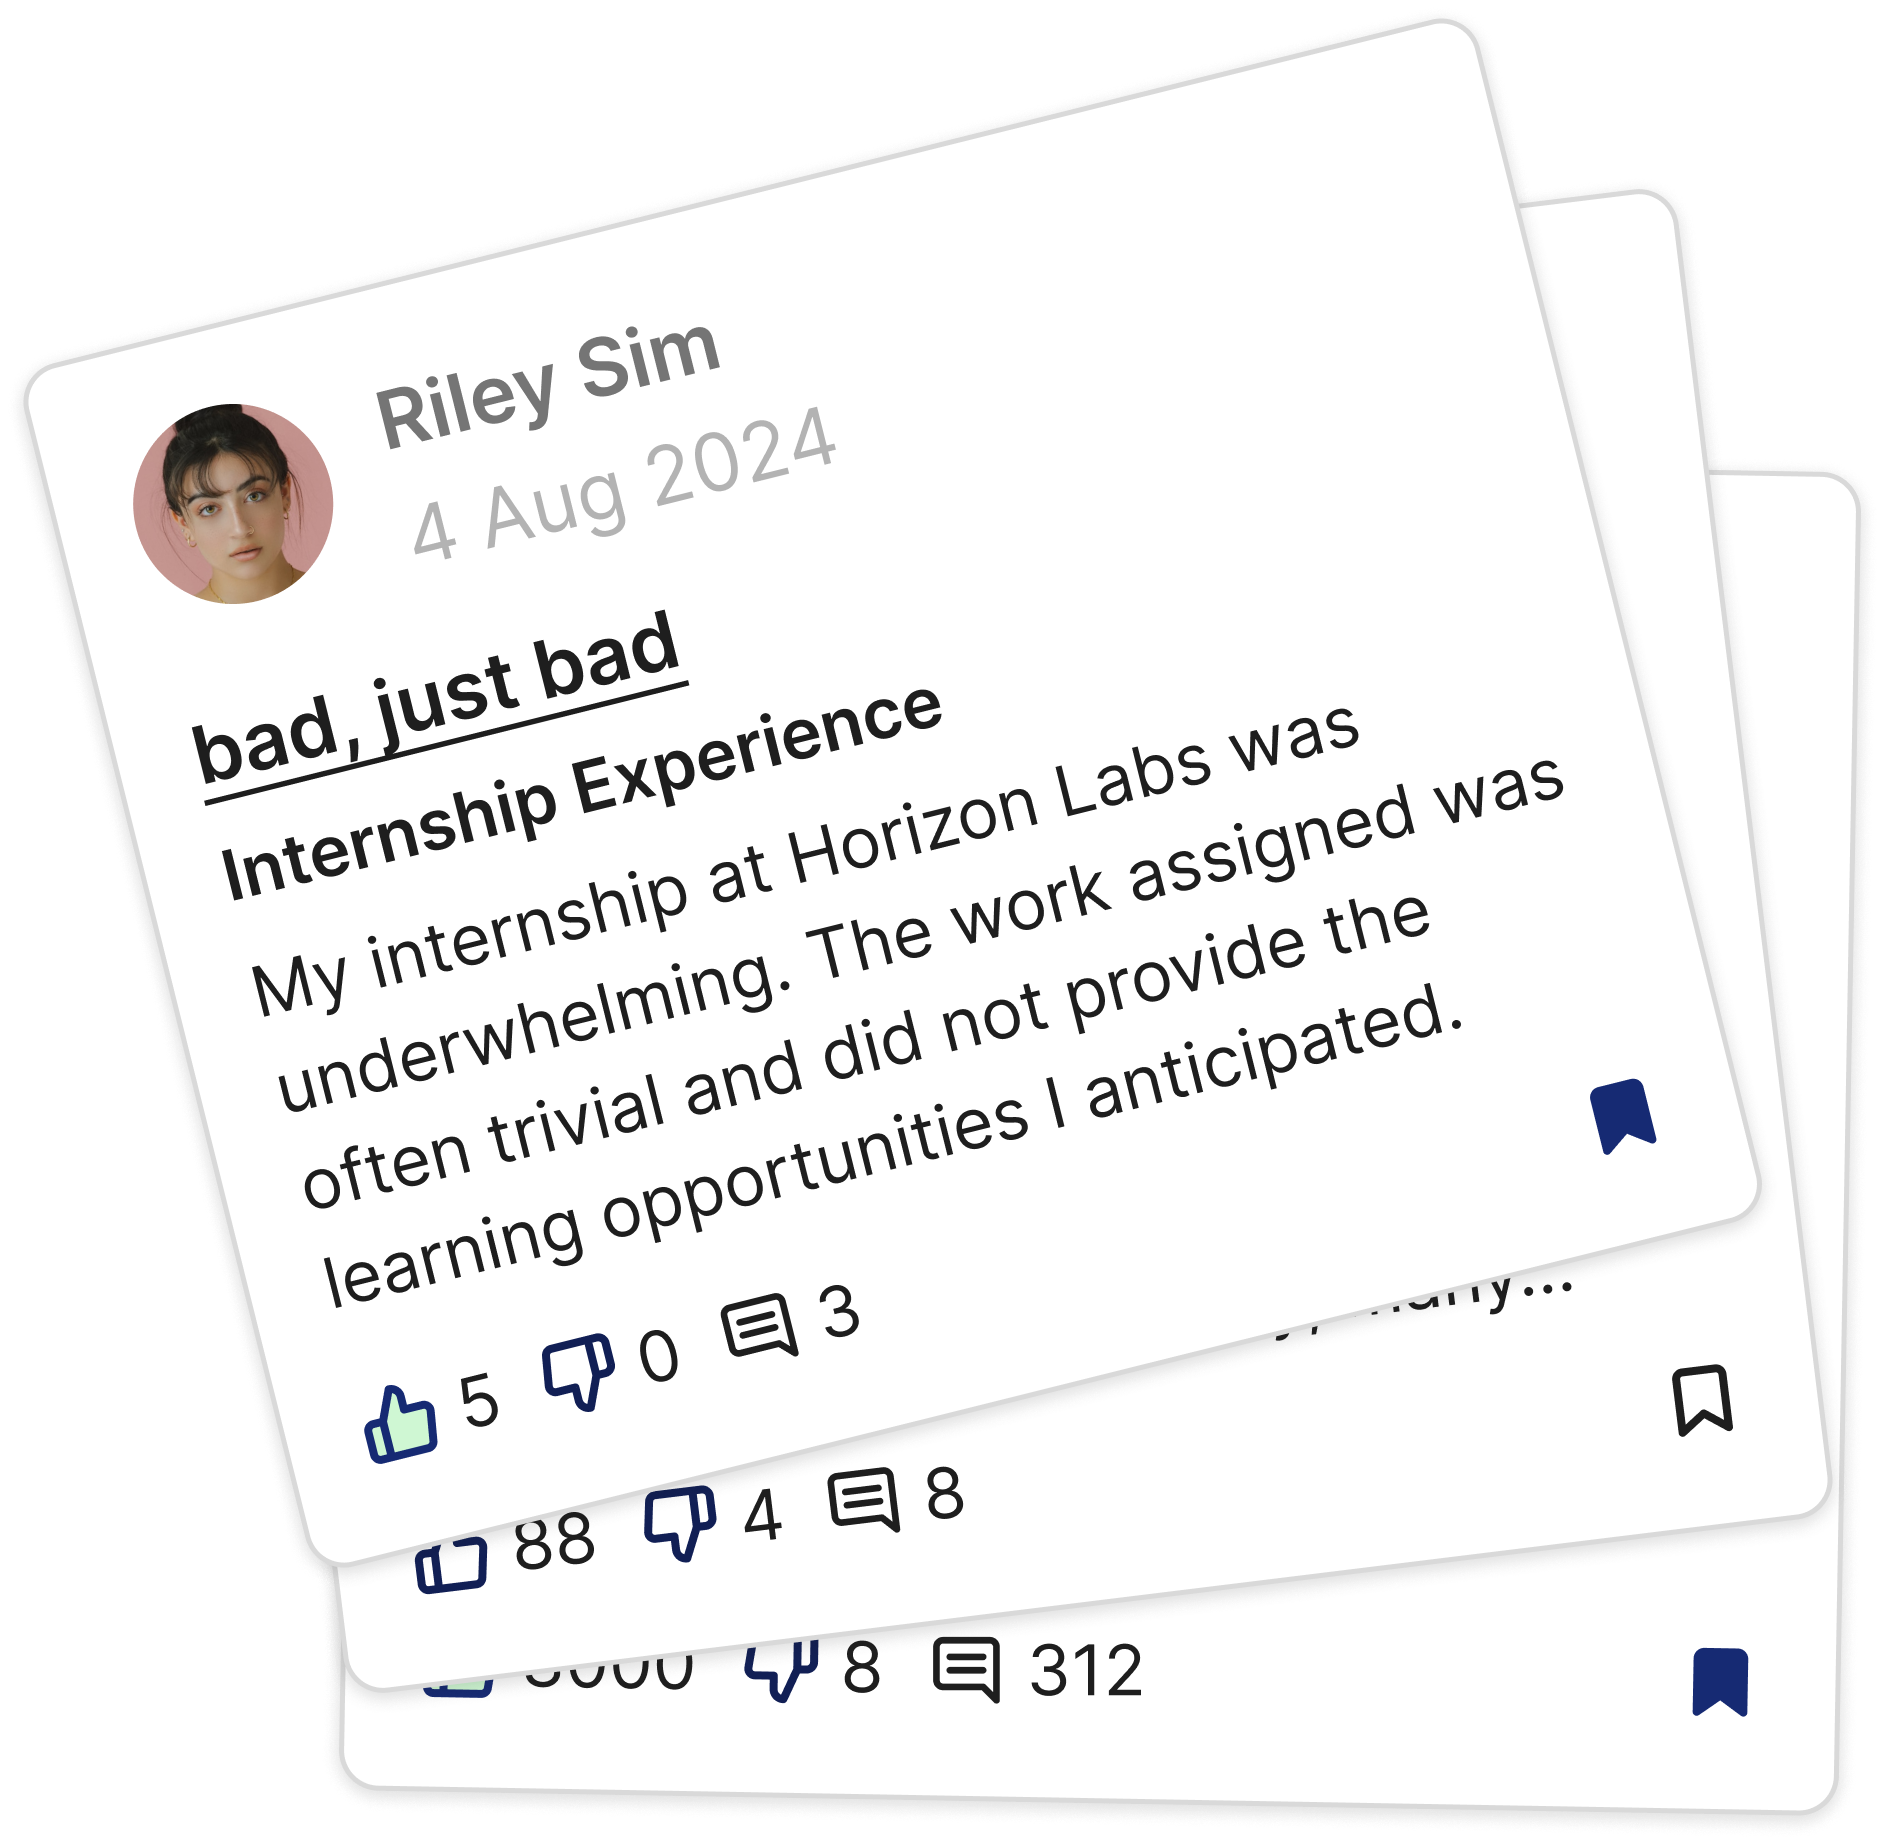 Riley Sim
4 Aug 2024
bad, just bad
Internship Experience
My internship at Horizon Labs was
underwhelming. The work assigned was
often trivial and did not provide the
learning opportunities I anticipated.
5 0 3
88 4 8
8 312